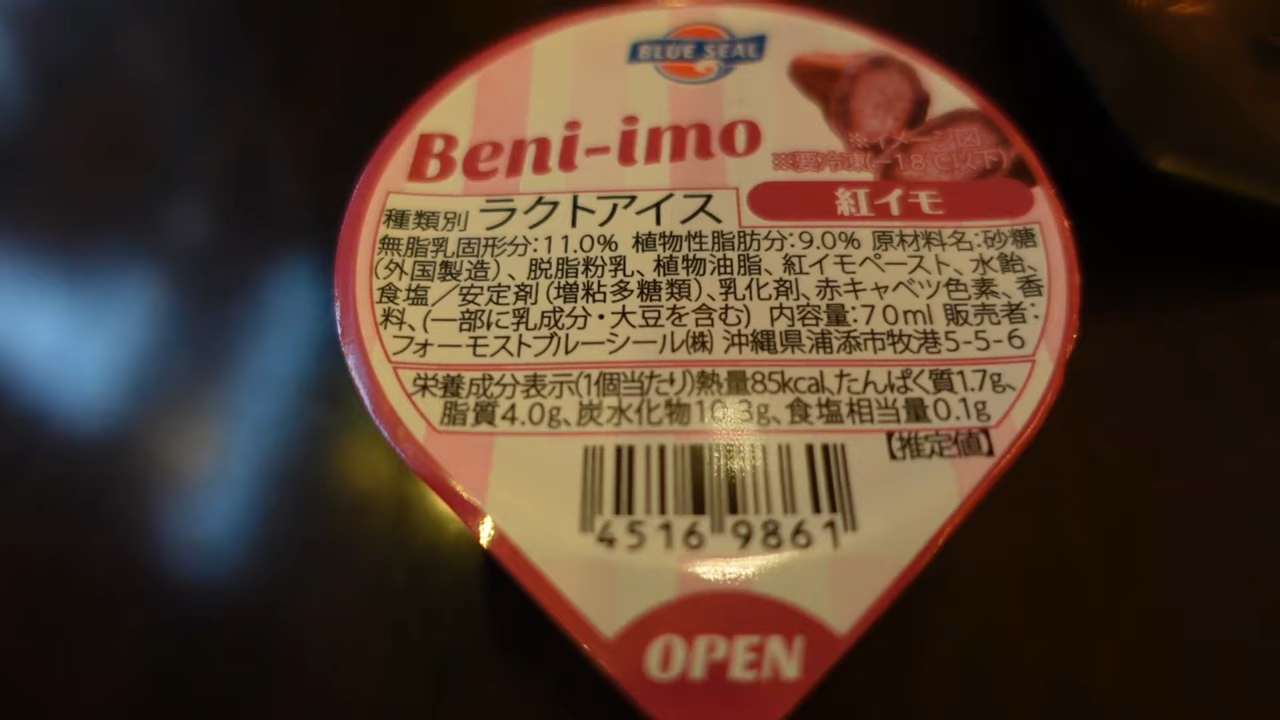 BLUE SEAL
Beni-imo
※イメージ図
※要冷凍(−18℃以下)
紅イモ
種類別 ラクトアイス
無脂乳固形分:11.0% 植物性脂肪分:9.0% 原材料名:砂糖
(外国製造)、脱脂粉乳、植物油脂、紅イモペースト、水飴、
食塩/安定剤(増粘多糖類)、乳化剤、赤キャベツ色素、香
料、(一部に乳成分・大豆を含む) 内容量:70ml 販売者:
フォーモストブルーシール㈱ 沖縄県浦添市牧港5-5-6
栄養成分表示(1個当たり)熱量85kcal、たんぱく質1.7g、
脂質4.0g、炭水化物10.3g、食塩相当量0.1g
【推定値】
4516 9861
OPEN